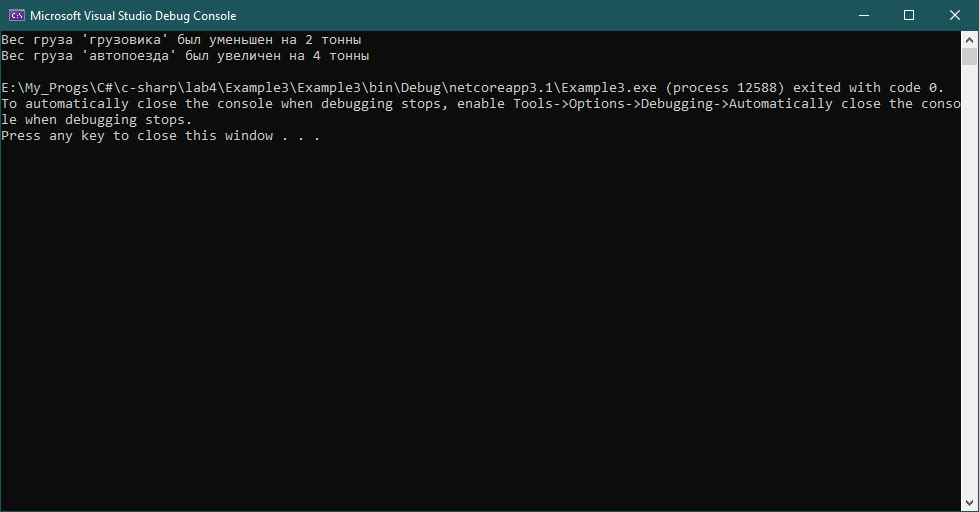 Microsoft Visual Studio Debug Console
Вес груза 'грузовика' был уменьшен на 2 тонны
Вес груза 'автопоезда' был увеличен на 4 тонны
E:\My_Progs\C#\c-sharp\lab4\Example3\Example3\bin\Debug\netcoreapp3.1\Example3.exe (process 12588) exited with code 0.
To automatically close the console when debugging stops, enable Tools->Options->Debugging->Automatically close the conso
le when debugging stops.
Press any key to close this window . . .